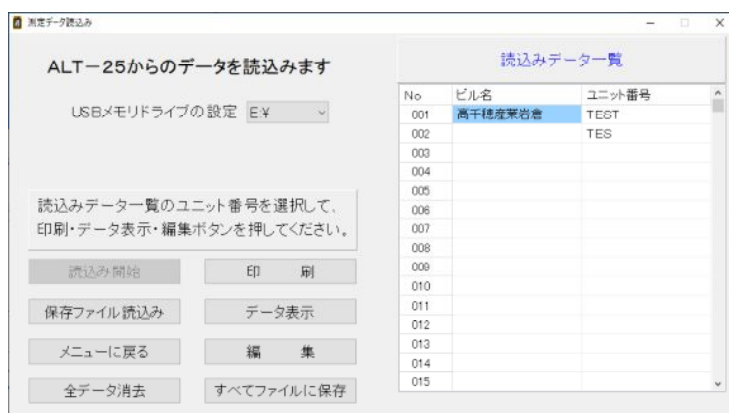 測定データ読込み
ALT－25からのデータを読込みます
USBメモリドライブの設定 E:¥
読込みデータ一覧のユニット番号を選択して、
印刷・データ表示・編集ボタンを押してください。
読込み開始 印 刷
保存ファイル読込み データ表示
メニューに戻る 編 集
全データ消去 すべてファイルに保存
読込みデータ一覧
No ビル名 ユニット番号
001 高千穂産業岩倉 TEST
002 TES
003
004
005
006
007
008
009
010
011
012
013
014
015